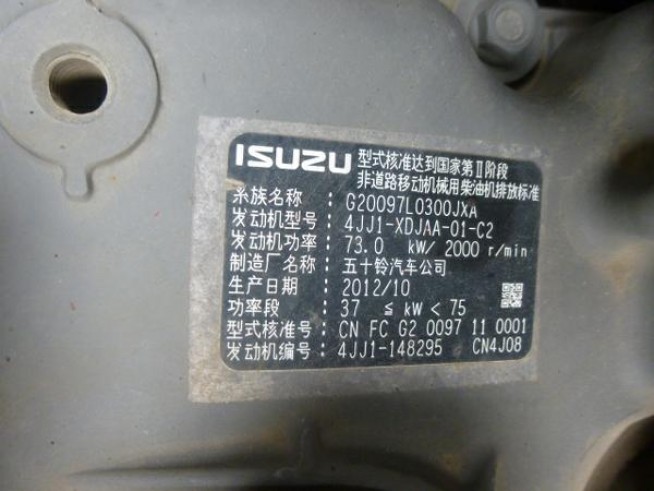 ISUZU 型式核准达到国家第Ⅱ阶段
非道路移动机械用柴油机排放标准
系族名称：G20097L0300JXA
发动机型号：4JJ1-XDJAA-01-C2
发动机功率：73.0 kW/ 2000 r/min
制造厂名称：五十铃汽车公司
生产日期：2012/10
功率段：37 ≦ kW < 75
型式核准号：CN FC G2 0097 11 0001
发动机编号：4JJ1-148295 CN4J08